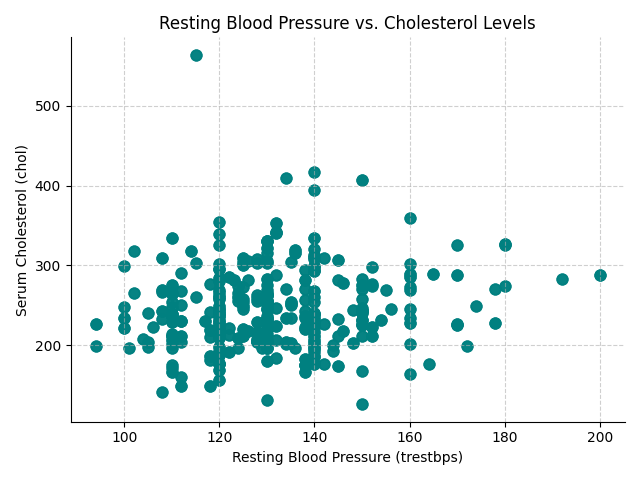 Resting Blood Pressure vs. Cholesterol Levels
Serum Cholesterol (chol)
500
400
300
200
100 120 140 160 180 200
Resting Blood Pressure (trestbps)